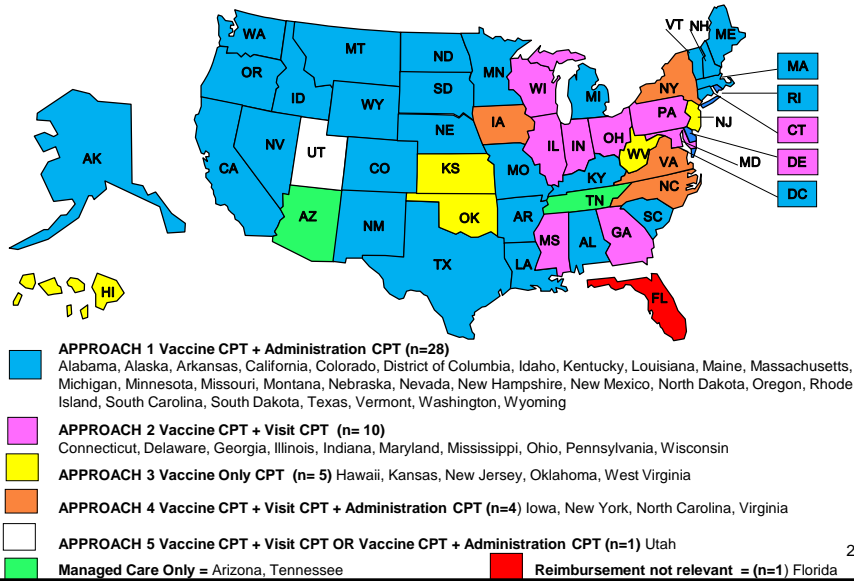 WA
MT
ND
MN
VT
NH
ME
OR
ID
SD
WI
MI
NY
MA
WY
RI
NE
IA
PA
NJ
CT
NV
UT
CO
IL
IN
OH
DE
AK
CA
KS
MO
WV
VA
MD
DC
KY
NC
AZ
NM
OK
AR
TN
SC
MS
AL
GA
TX
LA
FL
HI
APPROACH 1 Vaccine CPT + Administration CPT (n=28)
Alabama, Alaska, Arkansas, California, Colorado, District of Columbia, Idaho, Kentucky, Louisiana, Maine, Massachusetts,
Michigan, Minnesota, Missouri, Montana, Nebraska, Nevada, New Hampshire, New Mexico, North Dakota, Oregon, Rhode
Island, South Carolina, South Dakota, Texas, Vermont, Washington, Wyoming
APPROACH 2 Vaccine CPT + Visit CPT (n= 10)
Connecticut, Delaware, Georgia, Illinois, Indiana, Maryland, Mississippi, Ohio, Pennsylvania, Wisconsin
APPROACH 3 Vaccine Only CPT (n= 5) Hawaii, Kansas, New Jersey, Oklahoma, West Virginia
APPROACH 4 Vaccine CPT + Visit CPT + Administration CPT (n=4) Iowa, New York, North Carolina, Virginia
APPROACH 5 Vaccine CPT + Visit CPT OR Vaccine CPT + Administration CPT (n=1) Utah
2
Managed Care Only = Arizona, Tennessee
Reimbursement not relevant = (n=1) Florida